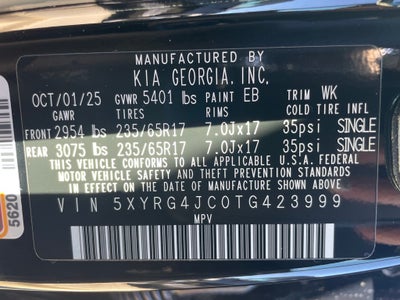 MANUFACTURED BY
KIA GEORGIA, INC.
OCT/01/25 GVWR 5401 lbs PAINT EB TRIM WK
GAWR TIRES RIMS COLD TIRE INFL
FRONT 2954 lbs 235/65R17 7.0Jx17 35psi SINGLE
REAR 3075 lbs 235/65R17 7.0Jx17 35psi SINGLE
THIS VEHICLE CONFORMS TO ALL APPLICABLE U.S.A. FEDERAL
MOTOR VEHICLE SAFETY AND THEFT PREVENTION STANDARDS
IN EFFECT ON THE DATE OF MANUFACTURE SHOWN ABOVE.
VIN 5XYRG4JC0TG423999
MPV
5620